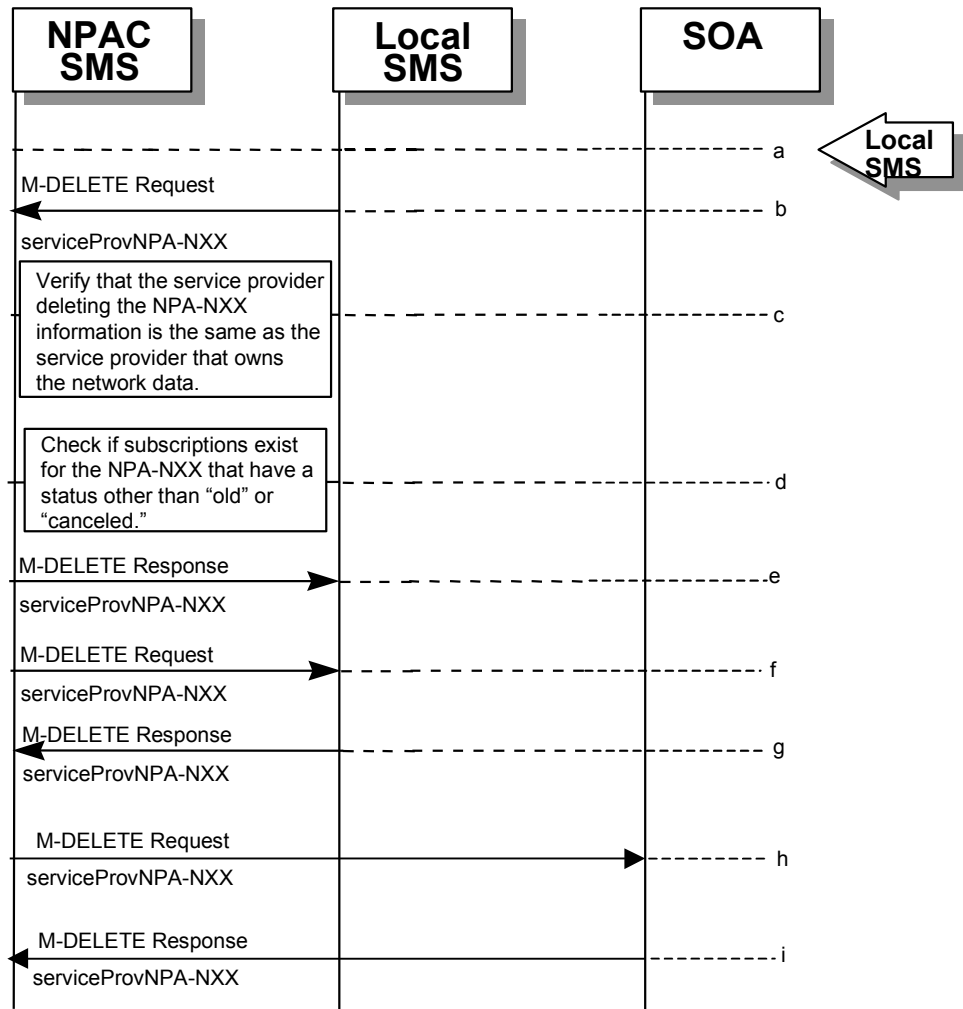 NPAC
SMS
Local
SMS
SOA
a
Local
SMS
M-DELETE Request
b
serviceProvNPA-NXX
Verify that the service provider
deleting the NPA-NXX
information is the same as the
service provider that owns
the network data.
c
Check if subscriptions exist
for the NPA-NXX that have a
status other than “old” or
“canceled.”
d
M-DELETE Response
e
serviceProvNPA-NXX
M-DELETE Request
f
serviceProvNPA-NXX
M-DELETE Response
g
serviceProvNPA-NXX
M-DELETE Request
h
serviceProvNPA-NXX
M-DELETE Response
i
serviceProvNPA-NXX